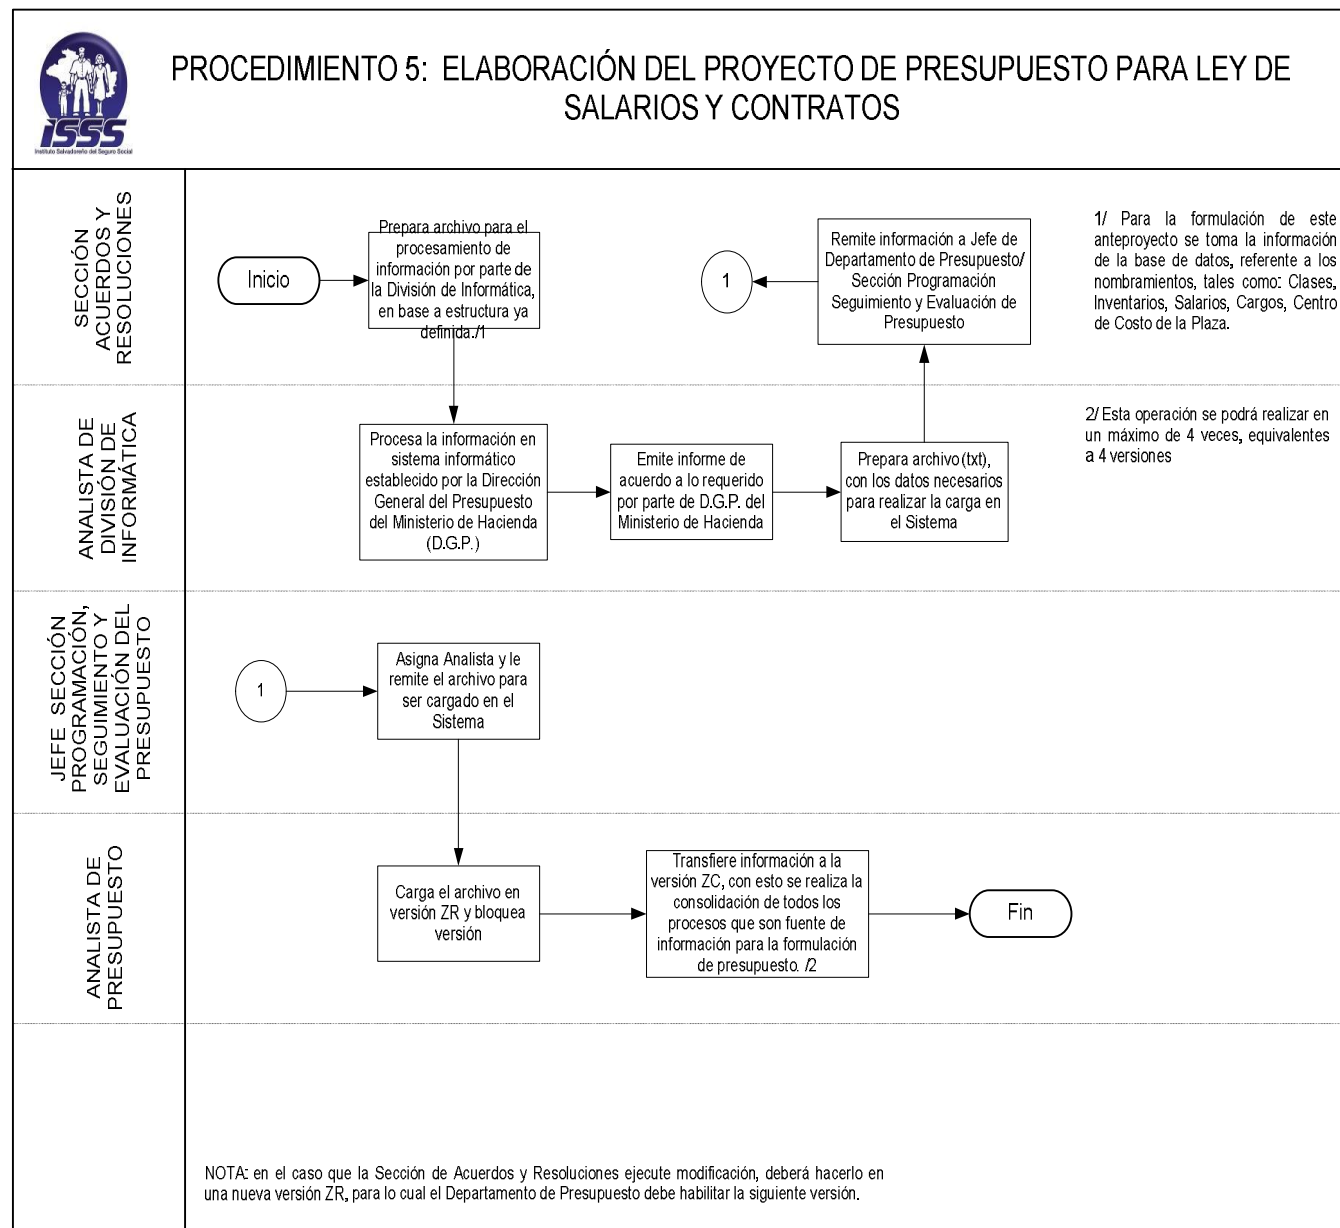 PROCEDIMIENTO 5: ELABORACIÓN DEL PROYECTO DE PRESUPUESTO PARA LEY DE
SALARIOS Y CONTRATOS
ISSS
Instituto Salvadoreño del Seguro Social
SECCIÓN
ACUERDOS Y
RESOLUCIONES
Inicio
Prepara archivo para el
procesamiento de
información por parte de
la División de Informática,
en base a estructura ya
definida./1
1
Remite información a Jefe de
Departamento de Presupuesto/
Sección Programación
Seguimiento y Evaluación de
Presupuesto
1/ Para la formulación de este
anteproyecto se toma la información
de la base de datos, referente a los
nombramientos, tales como: Clases,
Inventarios, Salarios, Cargos, Centro
de Costo de la Plaza.
ANALISTA DE
DIVISIÓN DE
INFORMÁTICA
Procesa la información en
sistema informático
establecido por la Dirección
General del Presupuesto
del Ministerio de Hacienda
(D.G.P.)
Emite informe de
acuerdo a lo requerido
por parte de D.G.P. del
Ministerio de Hacienda
Prepara archivo (txt),
con los datos necesarios
para realizar la carga en
el Sistema
2/ Esta operación se podrá realizar en
un máximo de 4 veces, equivalentes
a 4 versiones
JEFE SECCIÓN
PROGRAMACIÓN,
SEGUIMIENTO Y
EVALUACIÓN DEL
PRESUPUESTO
1
Asigna Analista y le
remite el archivo para
ser cargado en el
Sistema
ANALISTA DE
PRESUPUESTO
Carga el archivo en
versión ZR y bloquea
versión
Transfiere información a la
versión ZC, con esto se realiza la
consolidación de todos los
procesos que son fuente de
información para la formulación
de presupuesto. /2
Fin
NOTA: en el caso que la Sección de Acuerdos y Resoluciones ejecute modificación, deberá hacerlo en
una nueva versión ZR, para lo cual el Departamento de Presupuesto debe habilitar la siguiente versión.